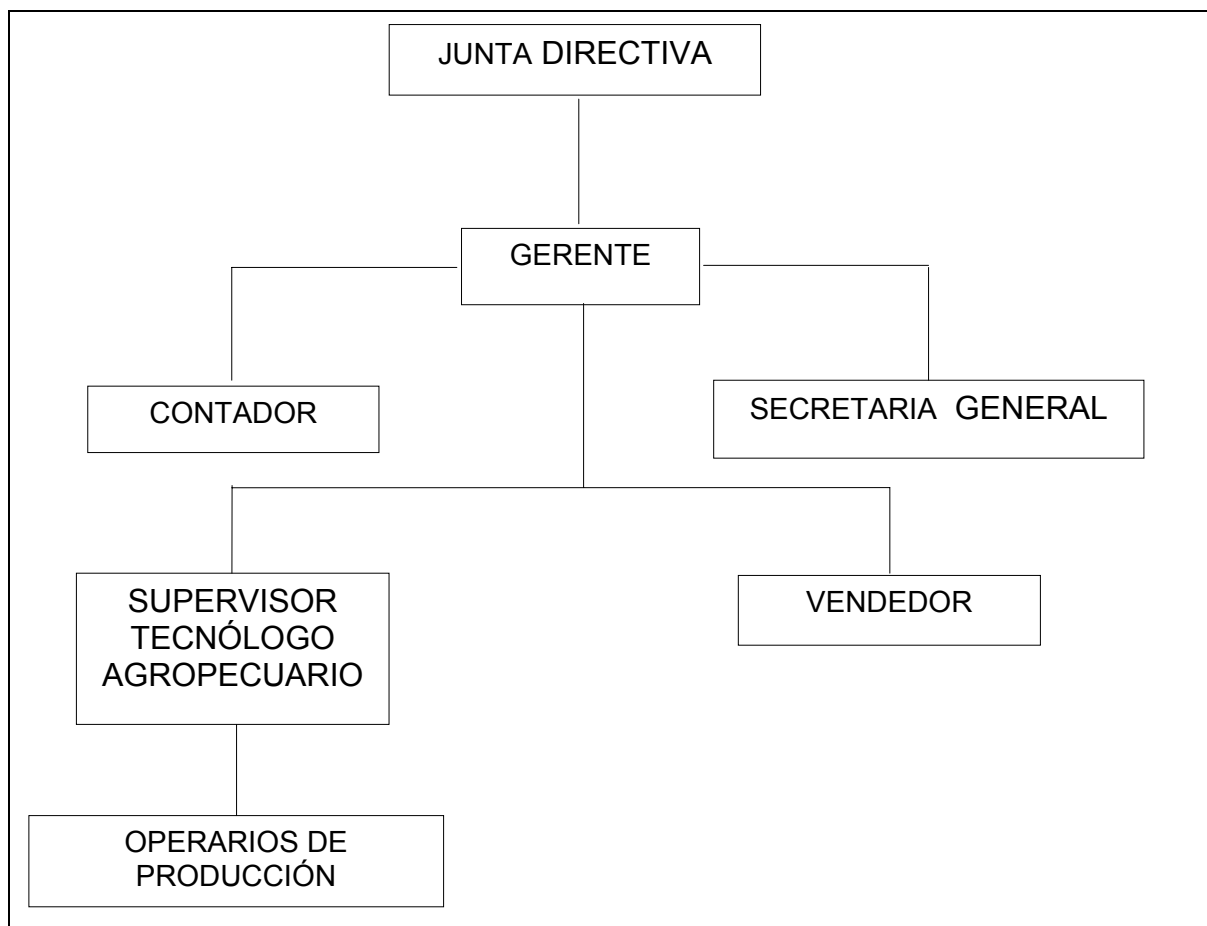 JUNTA DIRECTIVA
GERENTE
CONTADOR
SECRETARIA GENERAL
SUPERVISOR
TECNÓLOGO
AGROPECUARIO
VENDEDOR
OPERARIOS DE
PRODUCCIÓN